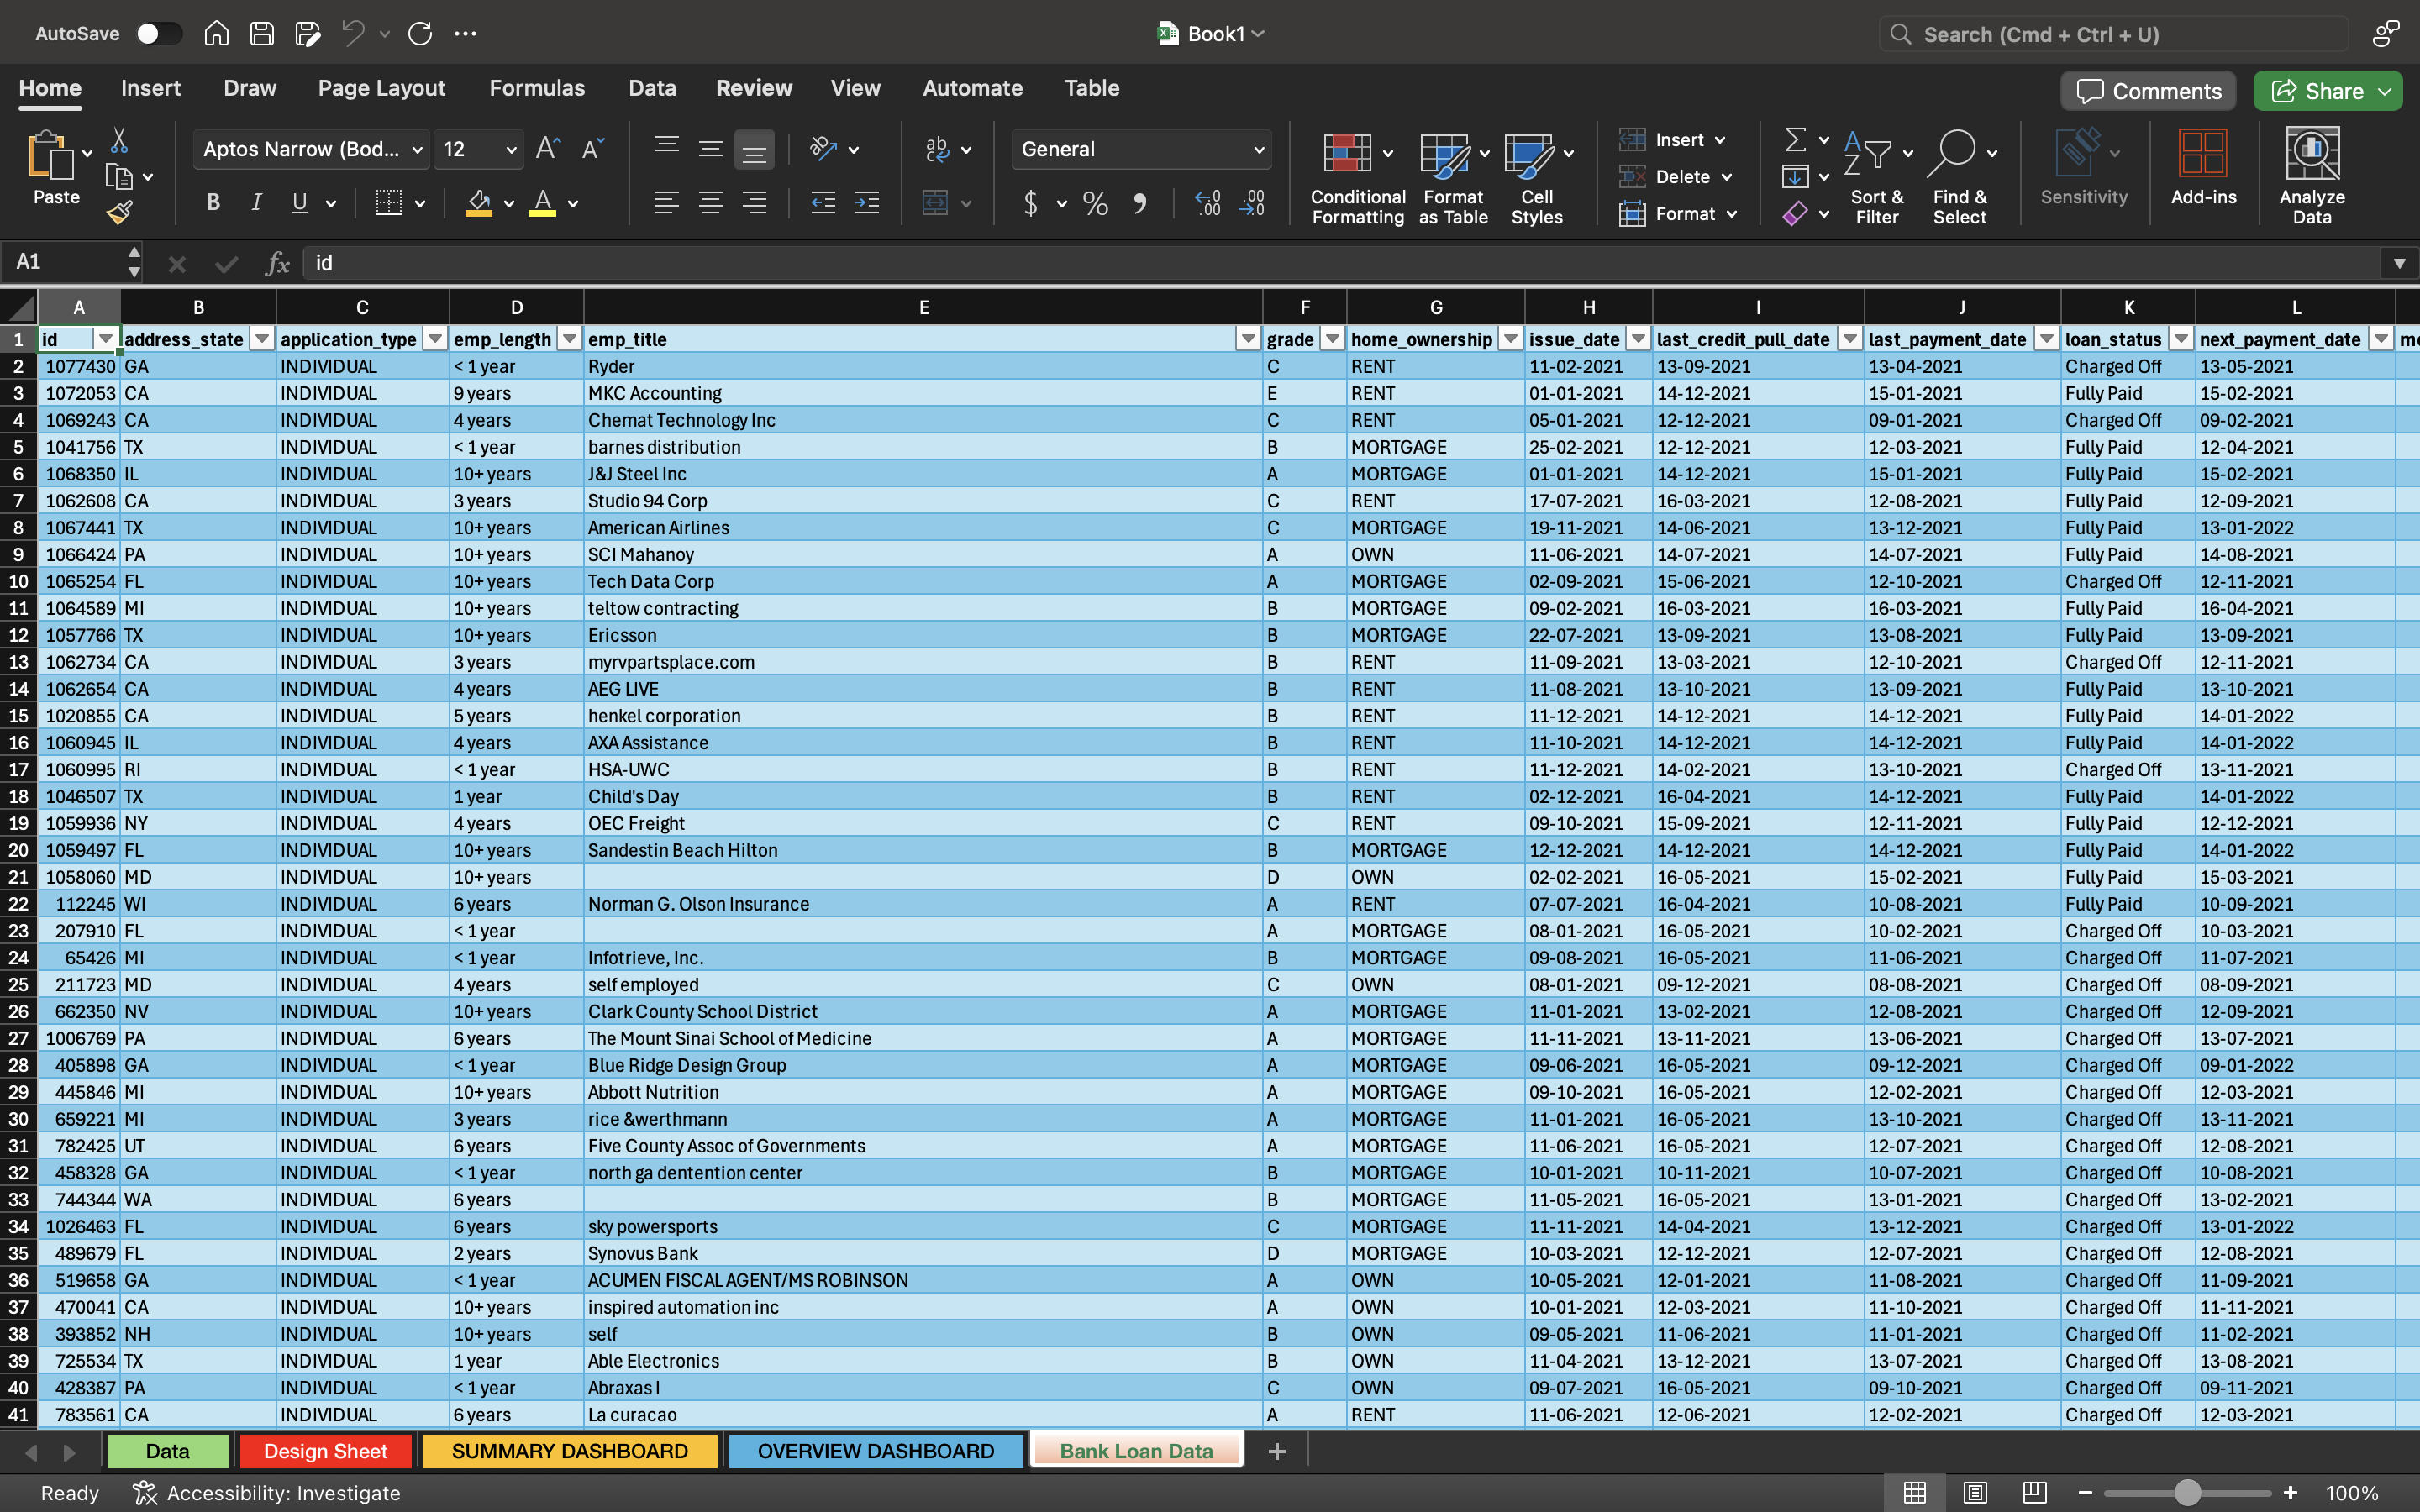 AutoSave Book1 Search (Cmd + Ctrl + U)
Home Insert Draw Page Layout Formulas Data Review View Automate Table Comments Share
Paste Aptos Narrow (Bod... 12 General Conditional Formatting Format as Table Cell Styles Insert Delete Format Sort & Filter Find & Select Sensitivity Add-ins Analyze Data
A1 fx id
A B C D E F G H I J K L
1 id address_state application_type emp_length emp_title grade home_ownership issue_date last_credit_pull_date last_payment_date loan_status next_payment_date
2 1077430 GA INDIVIDUAL < 1 year Ryder C RENT 11-02-2021 13-09-2021 13-04-2021 Charged Off 13-05-2021
3 1072053 CA INDIVIDUAL 9 years MKC Accounting E RENT 01-01-2021 14-12-2021 15-01-2021 Fully Paid 15-02-2021
4 1069243 CA INDIVIDUAL 4 years Chemat Technology Inc C RENT 05-01-2021 12-12-2021 09-01-2021 Charged Off 09-02-2021
5 1041756 TX INDIVIDUAL < 1 year barnes distribution B MORTGAGE 25-02-2021 12-12-2021 12-03-2021 Fully Paid 12-04-2021
6 1068350 IL INDIVIDUAL 10+ years J&J Steel Inc A MORTGAGE 01-01-2021 14-12-2021 15-01-2021 Fully Paid 15-02-2021
7 1062608 CA INDIVIDUAL 3 years Studio 94 Corp C RENT 17-07-2021 16-03-2021 12-08-2021 Fully Paid 12-09-2021
8 1067441 TX INDIVIDUAL 10+ years American Airlines C MORTGAGE 19-11-2021 14-06-2021 13-12-2021 Fully Paid 13-01-2022
9 1066424 PA INDIVIDUAL 10+ years SCI Mahanoy A OWN 11-06-2021 14-07-2021 14-07-2021 Fully Paid 14-08-2021
10 1065254 FL INDIVIDUAL 10+ years Tech Data Corp A MORTGAGE 02-09-2021 15-06-2021 12-10-2021 Charged Off 12-11-2021
11 1064589 MI INDIVIDUAL 10+ years teltow contracting B MORTGAGE 09-02-2021 16-03-2021 16-03-2021 Fully Paid 16-04-2021
12 1057766 TX INDIVIDUAL 10+ years Ericsson B MORTGAGE 22-07-2021 13-09-2021 13-08-2021 Fully Paid 13-09-2021
13 1062734 CA INDIVIDUAL 3 years myrvpartsplace.com B RENT 11-09-2021 13-03-2021 12-10-2021 Charged Off 12-11-2021
14 1062654 CA INDIVIDUAL 4 years AEG LIVE B RENT 11-08-2021 13-10-2021 13-09-2021 Fully Paid 13-10-2021
15 1020855 CA INDIVIDUAL 5 years henkel corporation B RENT 11-12-2021 14-12-2021 14-12-2021 Fully Paid 14-01-2022
16 1060945 IL INDIVIDUAL 4 years AXA Assistance B RENT 11-10-2021 14-12-2021 14-12-2021 Fully Paid 14-01-2022
17 1060995 RI INDIVIDUAL < 1 year HSA-UWC B RENT 11-12-2021 14-02-2021 13-10-2021 Charged Off 13-11-2021
18 1046507 TX INDIVIDUAL 1 year Child's Day B RENT 02-12-2021 16-04-2021 14-12-2021 Fully Paid 14-01-2022
19 1059936 NY INDIVIDUAL 4 years OEC Freight C RENT 09-10-2021 15-09-2021 12-11-2021 Fully Paid 12-12-2021
20 1059497 FL INDIVIDUAL 10+ years Sandestin Beach Hilton B MORTGAGE 12-12-2021 14-12-2021 14-12-2021 Fully Paid 14-01-2022
21 1058060 MD INDIVIDUAL 10+ years D OWN 02-02-2021 16-05-2021 15-02-2021 Fully Paid 15-03-2021
22 112245 WI INDIVIDUAL 6 years Norman G. Olson Insurance A RENT 07-07-2021 16-04-2021 10-08-2021 Fully Paid 10-09-2021
23 207910 FL INDIVIDUAL < 1 year A MORTGAGE 08-01-2021 16-05-2021 10-02-2021 Charged Off 10-03-2021
24 65426 MI INDIVIDUAL < 1 year Infotrieve, Inc. B MORTGAGE 09-08-2021 16-05-2021 11-06-2021 Charged Off 11-07-2021
25 211723 MD INDIVIDUAL 4 years self employed C OWN 08-01-2021 09-12-2021 08-08-2021 Charged Off 08-09-2021
26 662350 NV INDIVIDUAL 10+ years Clark County School District A MORTGAGE 11-01-2021 13-02-2021 12-08-2021 Charged Off 12-09-2021
27 1006769 PA INDIVIDUAL 6 years The Mount Sinai School of Medicine A MORTGAGE 11-11-2021 13-11-2021 13-06-2021 Charged Off 13-07-2021
28 405898 GA INDIVIDUAL < 1 year Blue Ridge Design Group A MORTGAGE 09-06-2021 16-05-2021 09-12-2021 Charged Off 09-01-2022
29 445846 MI INDIVIDUAL 10+ years Abbott Nutrition A MORTGAGE 09-10-2021 16-05-2021 12-02-2021 Charged Off 12-03-2021
30 659221 MI INDIVIDUAL 3 years rice &werthmann A MORTGAGE 11-01-2021 16-05-2021 13-10-2021 Charged Off 13-11-2021
31 782425 UT INDIVIDUAL 6 years Five County Assoc of Governments A MORTGAGE 11-06-2021 16-05-2021 12-07-2021 Charged Off 12-08-2021
32 458328 GA INDIVIDUAL < 1 year north ga dentention center B MORTGAGE 10-01-2021 10-11-2021 10-07-2021 Charged Off 10-08-2021
33 744344 WA INDIVIDUAL 6 years B MORTGAGE 11-05-2021 16-05-2021 13-01-2021 Charged Off 13-02-2021
34 1026463 FL INDIVIDUAL 6 years sky powersports C MORTGAGE 11-11-2021 14-04-2021 13-12-2021 Charged Off 13-01-2022
35 489679 FL INDIVIDUAL 2 years Synovus Bank D MORTGAGE 10-03-2021 12-12-2021 12-07-2021 Charged Off 12-08-2021
36 519658 GA INDIVIDUAL < 1 year ACUMEN FISCAL AGENT/MS ROBINSON A OWN 10-05-2021 12-01-2021 11-08-2021 Charged Off 11-09-2021
37 470041 CA INDIVIDUAL 10+ years inspired automation inc A OWN 10-01-2021 12-03-2021 11-10-2021 Charged Off 11-11-2021
38 393852 NH INDIVIDUAL 10+ years self B OWN 09-05-2021 11-06-2021 11-01-2021 Charged Off 11-02-2021
39 725534 TX INDIVIDUAL 1 year Able Electronics B OWN 11-04-2021 13-12-2021 13-07-2021 Charged Off 13-08-2021
40 428387 PA INDIVIDUAL < 1 year Abraxas I C OWN 09-07-2021 16-05-2021 09-10-2021 Charged Off 09-11-2021
41 783561 CA INDIVIDUAL 6 years La curacao A RENT 11-06-2021 12-06-2021 12-02-2021 Charged Off 12-03-2021
Data Design Sheet SUMMARY DASHBOARD OVERVIEW DASHBOARD Bank Loan Data
Ready Accessibility: Investigate 100%